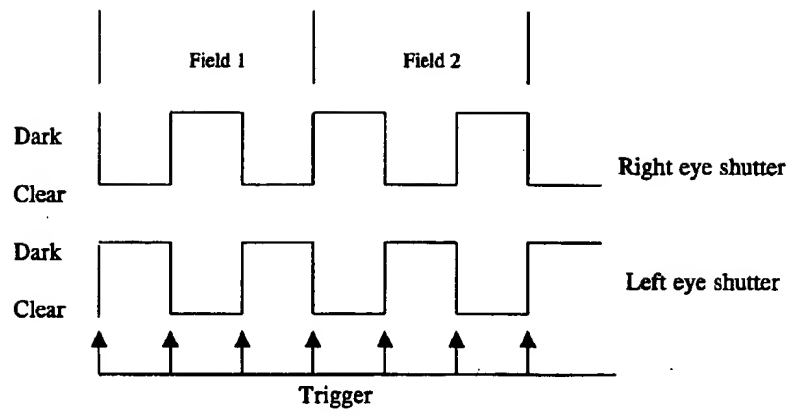 Field 1
Field 2
Dark
Clear
Right eye shutter
Dark
Clear
Left eye shutter
Trigger